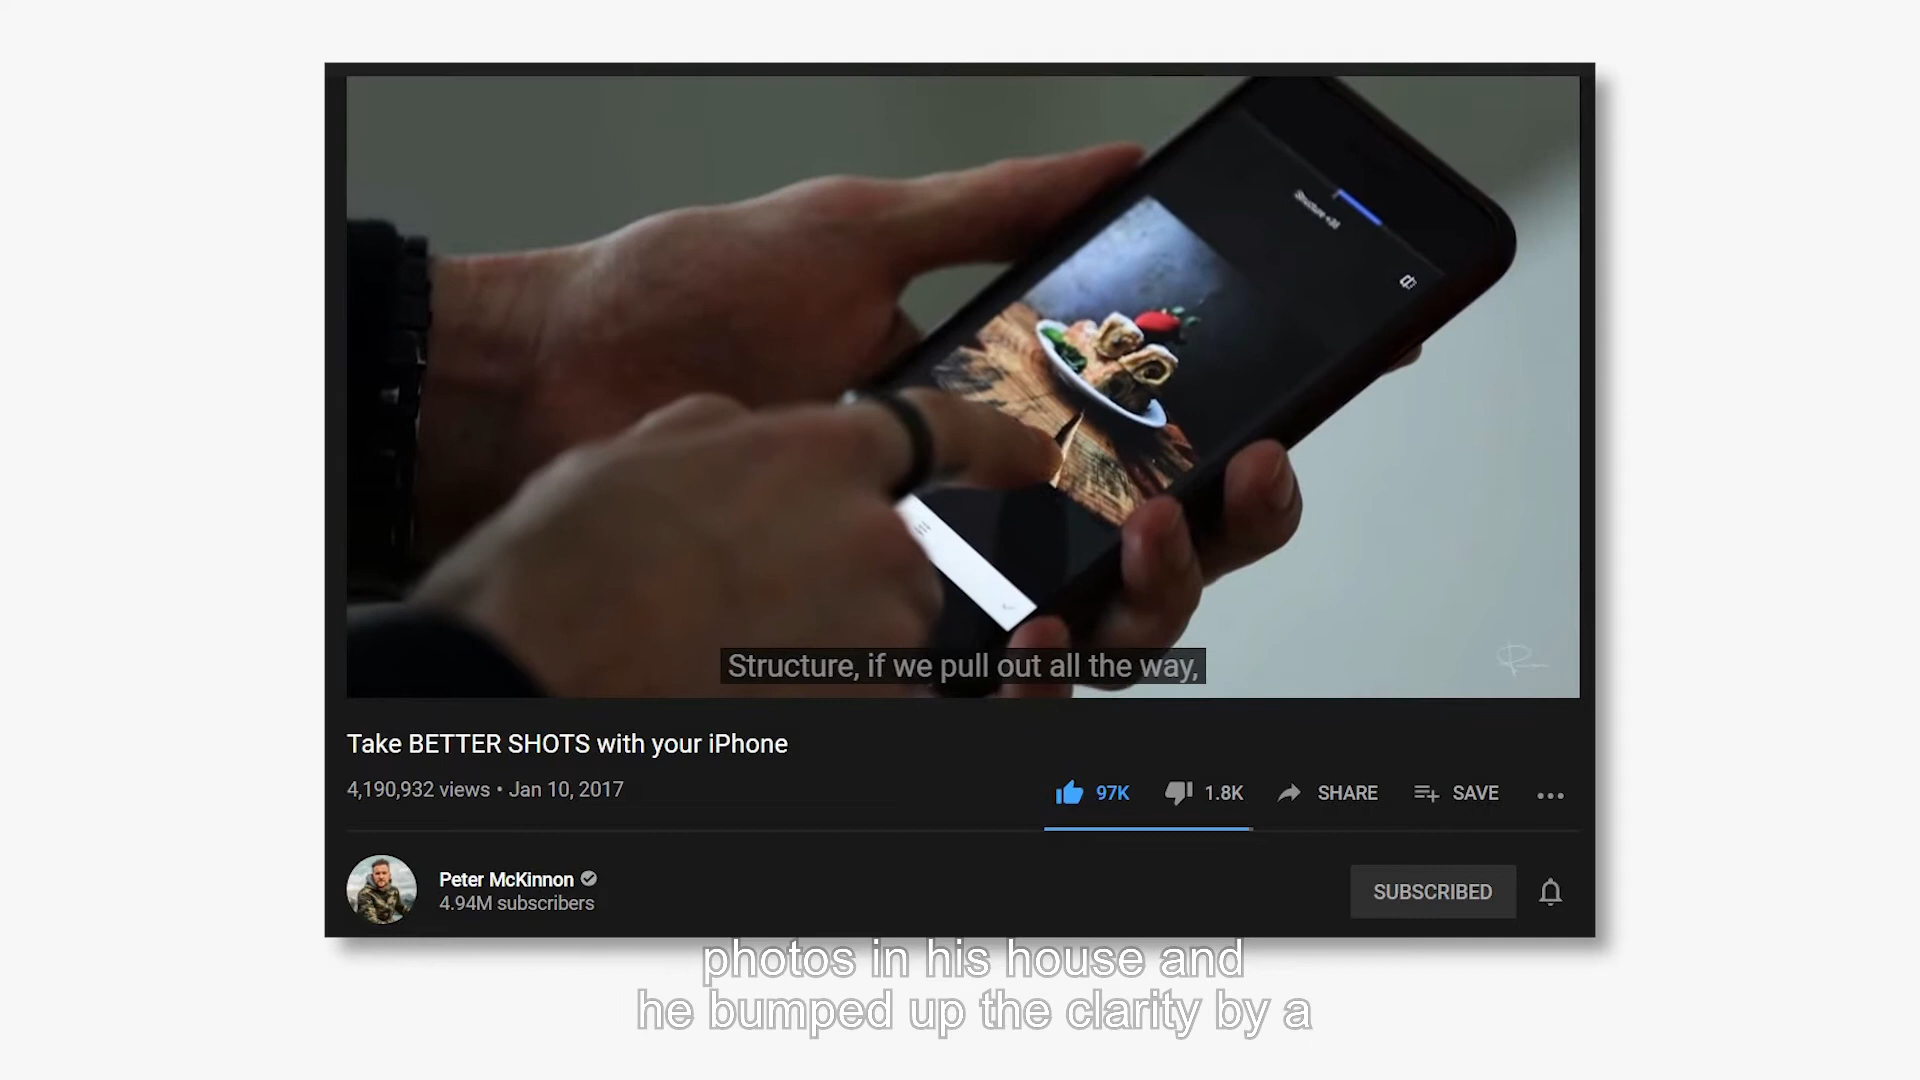 Structure, if we pull out all the way,
Take BETTER SHOTS with your iPhone
4,190,932 views • Jan 10, 2017
97K
1.8K
SHARE
SAVE
Peter McKinnon
4.94M subscribers
SUBSCRIBED
photos in his house and
he bumped up the clarity by a